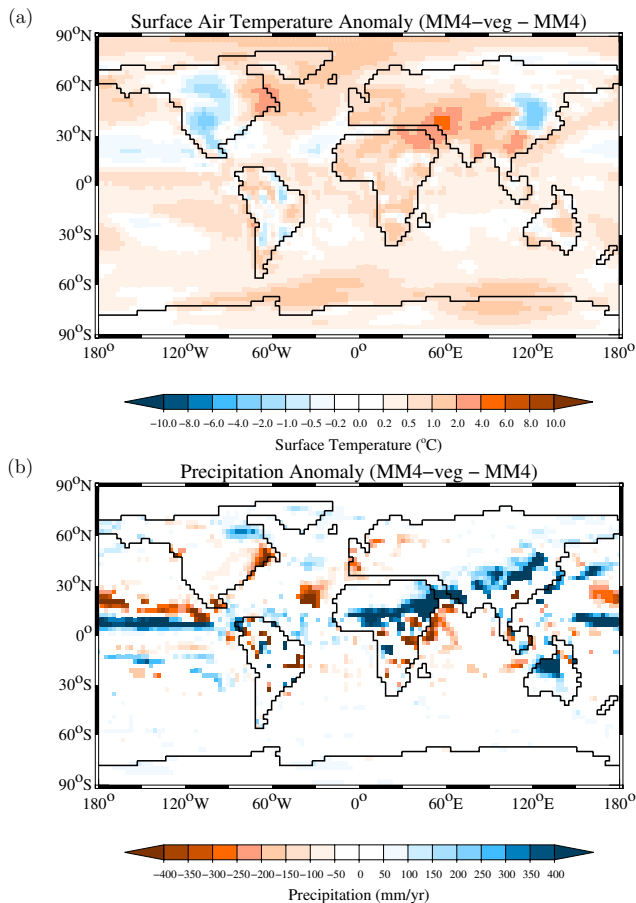 (a)
Surface Air Temperature Anomaly (MM4−veg − MM4)
90°N
60°N
30°N
0°
30°S
60°S
90°S
180° 120°W 60°W 0° 60°E 120°E 180°
−10.0 −8.0 −6.0 −4.0 −2.0 −1.0 −0.5 −0.2 0.0 0.2 0.5 1.0 2.0 4.0 6.0 8.0 10.0
Surface Temperature (°C)
(b)
Precipitation Anomaly (MM4−veg − MM4)
90°N
60°N
30°N
0°
30°S
60°S
90°S
180° 120°W 60°W 0° 60°E 120°E 180°
−400 −350 −300 −250 −200 −150 −100 −50 0 50 100 150 200 250 300 350 400
Precipitation (mm/yr)